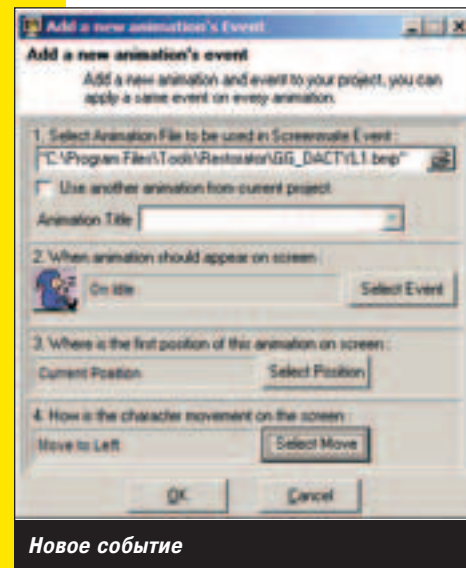 Add a new animation's Event
Add a new animation's event
Add a new animation and event to your project, you can
apply a same event on every animation.
1. Select Animation File to be used in Screenmate Event :
"C:\Program Files\Tools\Restorator\GG_DACT\L1.bmp"
Use another animation from current project
Animation Title
2. When animation should appear on screen :
On Idle
Select Event
3. Where is the first position of this animation on screen :
Current Position
Select Position
4. How is the character movement on the screen :
Move to Left
Select Move
OK
Cancel
Новое событие